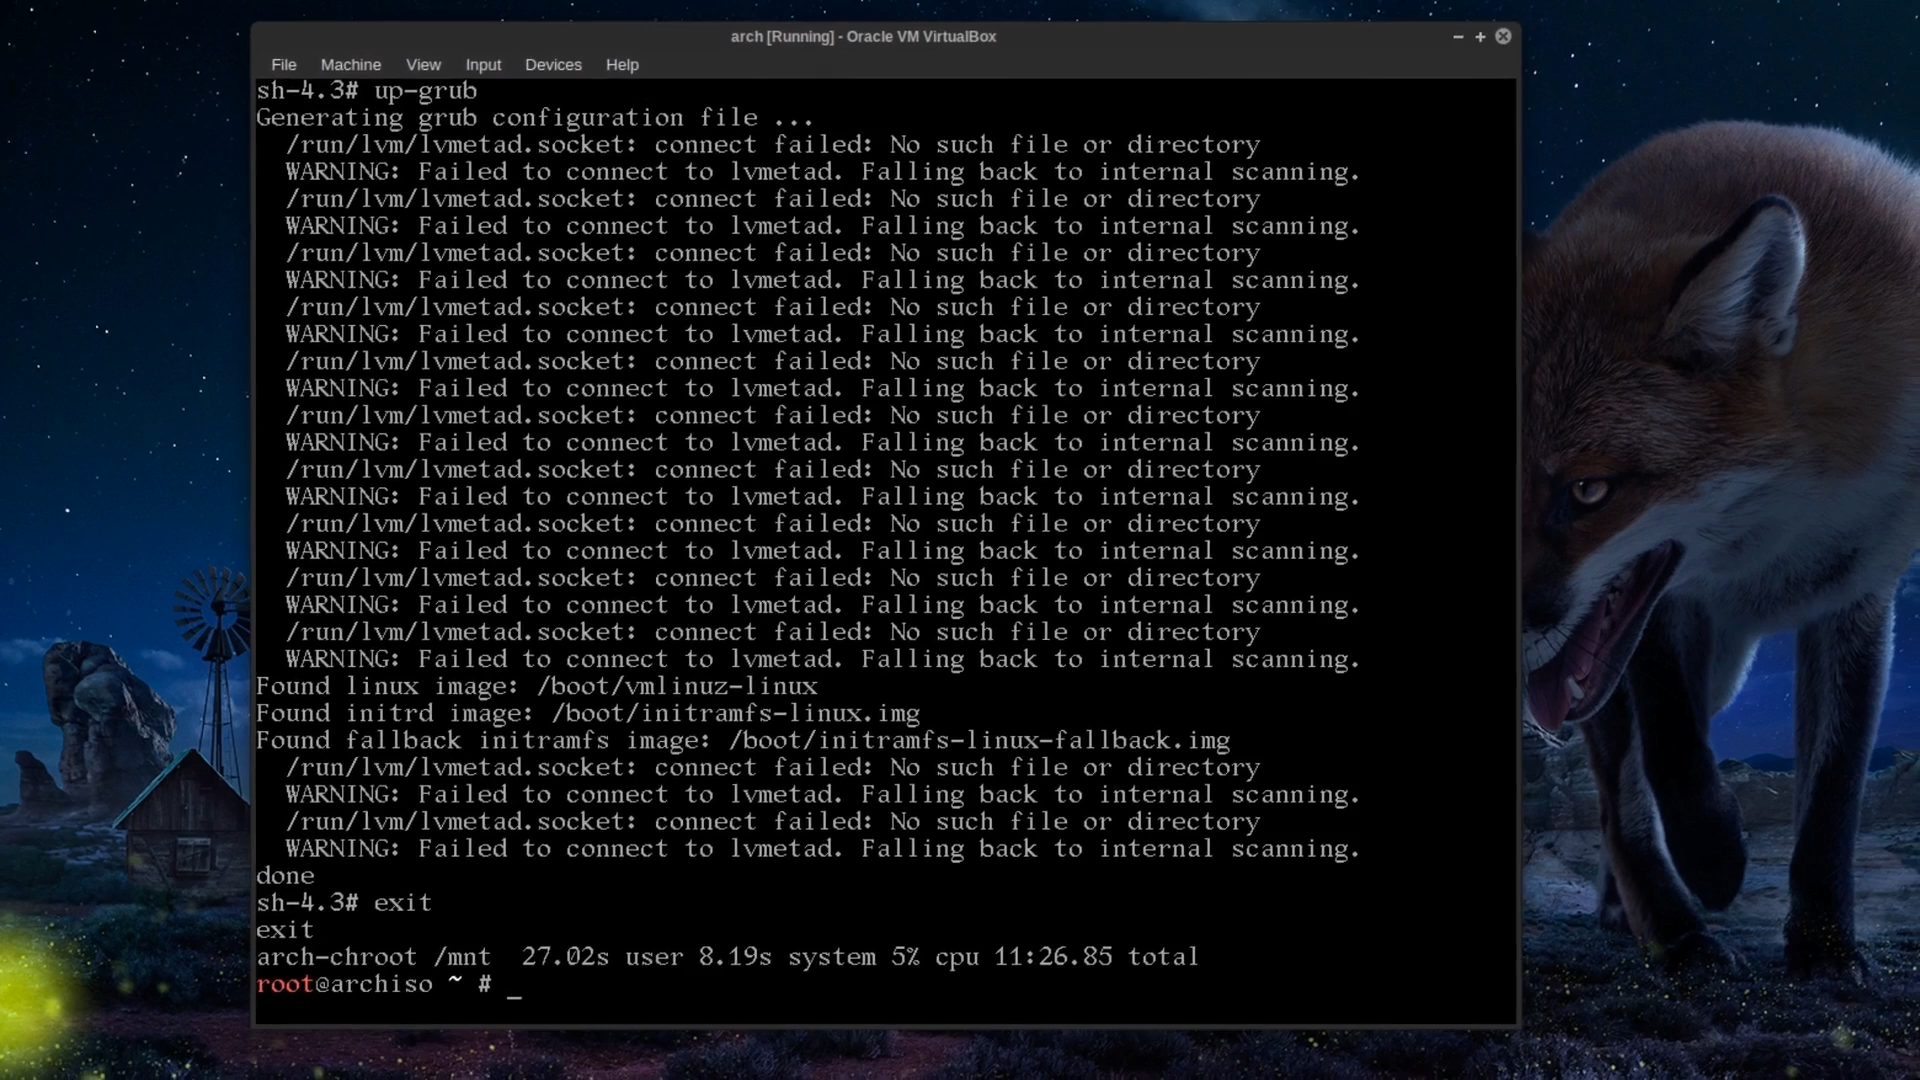 arch [Running] - Oracle VM VirtualBox
File Machine View Input Devices Help
sh-4.3# up-grub
Generating grub configuration file ...
/run/lvm/lvmetad.socket: connect failed: No such file or directory
WARNING: Failed to connect to lvmetad. Falling back to internal scanning.
/run/lvm/lvmetad.socket: connect failed: No such file or directory
WARNING: Failed to connect to lvmetad. Falling back to internal scanning.
/run/lvm/lvmetad.socket: connect failed: No such file or directory
WARNING: Failed to connect to lvmetad. Falling back to internal scanning.
/run/lvm/lvmetad.socket: connect failed: No such file or directory
WARNING: Failed to connect to lvmetad. Falling back to internal scanning.
/run/lvm/lvmetad.socket: connect failed: No such file or directory
WARNING: Failed to connect to lvmetad. Falling back to internal scanning.
/run/lvm/lvmetad.socket: connect failed: No such file or directory
WARNING: Failed to connect to lvmetad. Falling back to internal scanning.
/run/lvm/lvmetad.socket: connect failed: No such file or directory
WARNING: Failed to connect to lvmetad. Falling back to internal scanning.
/run/lvm/lvmetad.socket: connect failed: No such file or directory
WARNING: Failed to connect to lvmetad. Falling back to internal scanning.
/run/lvm/lvmetad.socket: connect failed: No such file or directory
WARNING: Failed to connect to lvmetad. Falling back to internal scanning.
/run/lvm/lvmetad.socket: connect failed: No such file or directory
WARNING: Failed to connect to lvmetad. Falling back to internal scanning.
Found linux image: /boot/vmlinuz-linux
Found initrd image: /boot/initramfs-linux.img
Found fallback initramfs image: /boot/initramfs-linux-fallback.img
/run/lvm/lvmetad.socket: connect failed: No such file or directory
WARNING: Failed to connect to lvmetad. Falling back to internal scanning.
/run/lvm/lvmetad.socket: connect failed: No such file or directory
WARNING: Failed to connect to lvmetad. Falling back to internal scanning.
done
sh-4.3# exit
exit
arch-chroot /mnt  27.02s user 8.19s system 5% cpu 11:26.85 total
root@archiso ~ # _